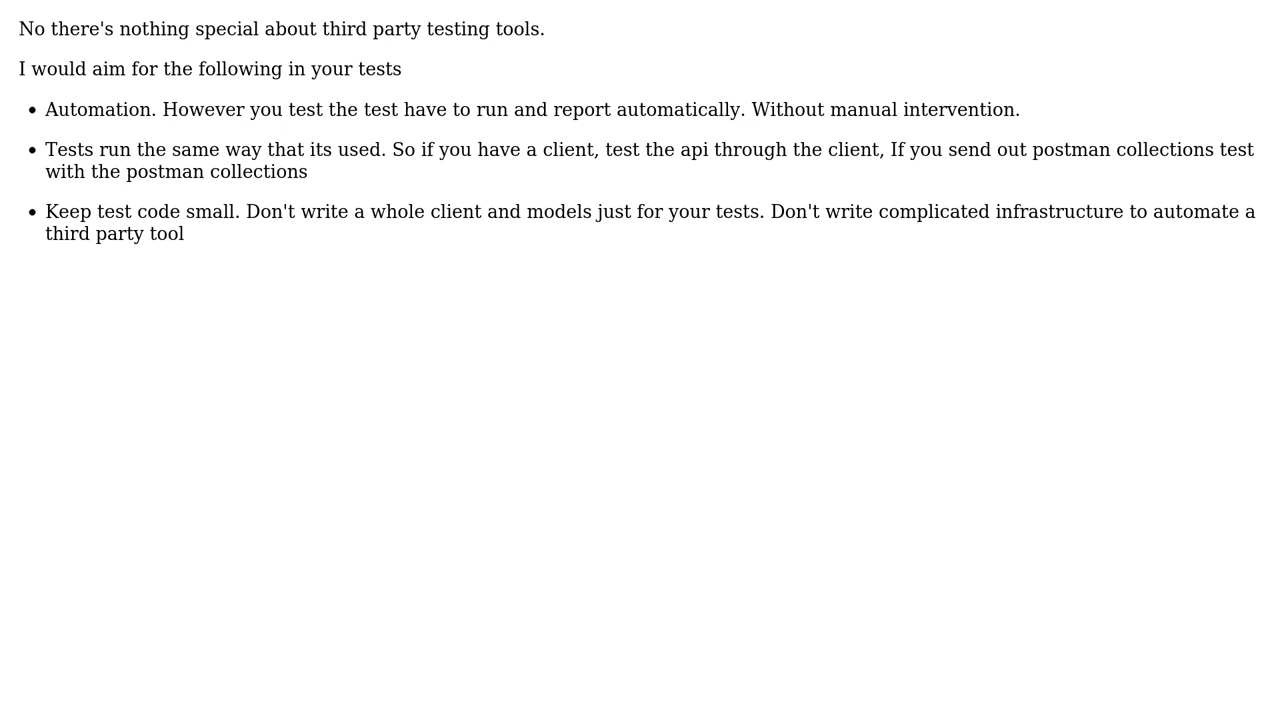 No there's nothing special about third party testing tools.
I would aim for the following in your tests
• Automation. However you test the test have to run and report automatically. Without manual intervention.
• Tests run the same way that its used. So if you have a client, test the api through the client, If you send out postman collections test
with the postman collections
• Keep test code small. Don't write a whole client and models just for your tests. Don't write complicated infrastructure to automate a
third party tool